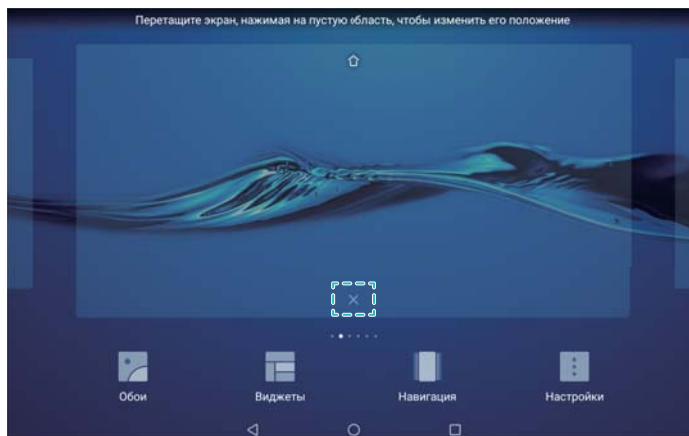 Перетащите экран, нажимая на пустую область, чтобы изменить его положение
Обои
Виджеты
Навигация
Настройки